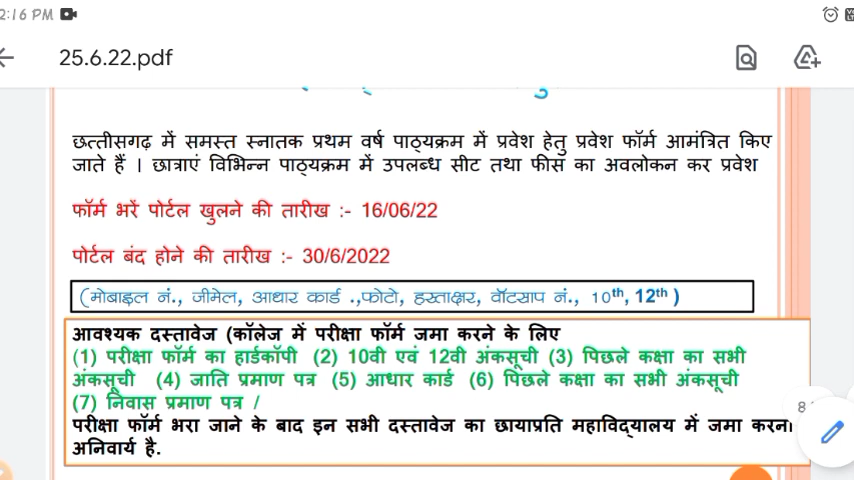 2:16 PM
25.6.22.pdf
छत्तीसगढ़ में समस्त स्नातक प्रथम वर्ष पाठ्यक्रम में प्रवेश हेतु प्रवेश फॉर्म आमंत्रित किए
जाते हैं । छात्राएं विभिन्न पाठ्यक्रम में उपलब्ध सीट तथा फीस का अवलोकन कर प्रवेश
फॉर्म भरें पोर्टल खुलने की तारीख :- 16/06/22
पोर्टल बंद होने की तारीख :- 30/6/2022
(मोबाइल नं., जीमेल, आधार कार्ड .,फोटो, हस्ताक्षर, वॉटसाप नं., 10th, 12th )
आवश्यक दस्तावेज (कॉलेज में परीक्षा फॉर्म जमा करने के लिए
(1) परीक्षा फॉर्म का हार्डकॉपी (2) 10वी एवं 12वी अंकसूची (3) पिछले कक्षा का सभी
अंकसूची (4) जाति प्रमाण पत्र (5) आधार कार्ड (6) पिछले कक्षा का सभी अंकसूची
(7) निवास प्रमाण पत्र /
परीक्षा फॉर्म भरा जाने के बाद इन सभी दस्तावेज का छायाप्रति महाविद्यालय में जमा करना
अनिवार्य है.